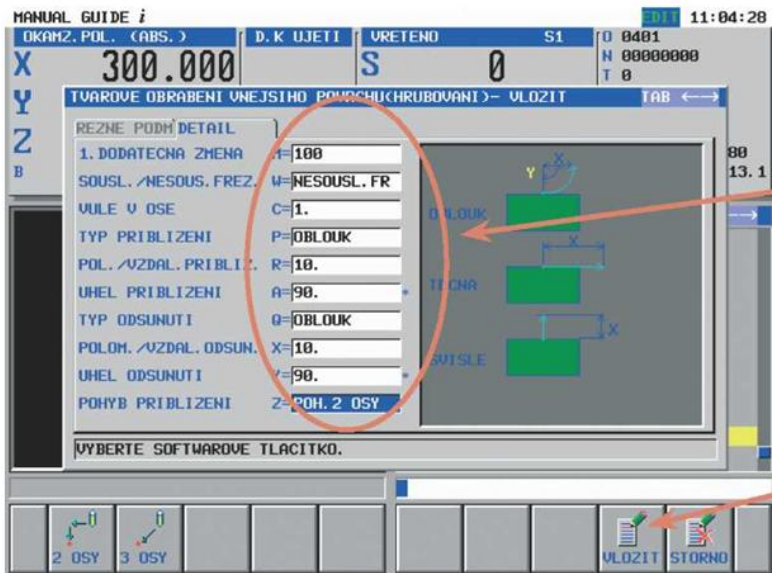 MANUAL GUIDE i EDIT 11:04:28
OKAMZ.POL. (ABS.) D.K UJETI VRETENO S1 O 0401
X 300.000 S 0 N 00000000
T 0
Y
TVAROVE OBRABENI VNEJSIHO POVRCHU(HRUBOVANI)- VLOZIT TAB ←→
REZNE PODM DETAIL
Z
B
1.DODATECNA ZMENA M=100
80
SOUSL./NESOUS.FREZ. W=NESOUSL.FR
13.1
VULE V OSE C=1.
TYP PRIBLIZENI P=OBLOUK
POL./VZDAL.PRIBLIZ. R=10.
UHEL PRIBLIZENI A=90.
TYP ODSUNUTI Q=OBLOUK
POLOM./VZDAL.ODSUN. X=10.
UHEL ODSUNUTI Y=90.
POHYB PRIBLIZENI Z=POH.2 OSY
X
Y
OBLOUK
X
TECNA
X
SVISLE
VYBERTE SOFTWAROVE TLACITKO.
2 OSY 3 OSY VLOZIT STORNO